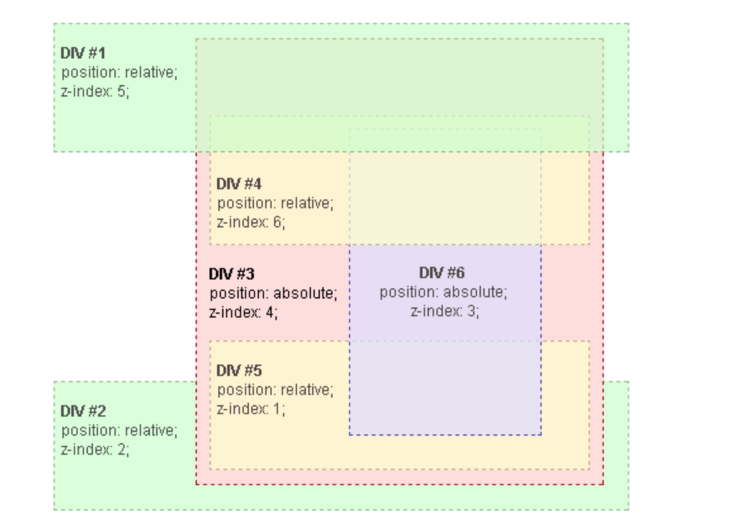 DIV #1
position: relative;
z-index: 5;
DIV #4
position: relative;
z-index: 6;
DIV #3
position: absolute;
z-index: 4;
DIV #6
position: absolute;
z-index: 3;
DIV #5
position: relative;
z-index: 1;
DIV #2
position: relative;
z-index: 2;